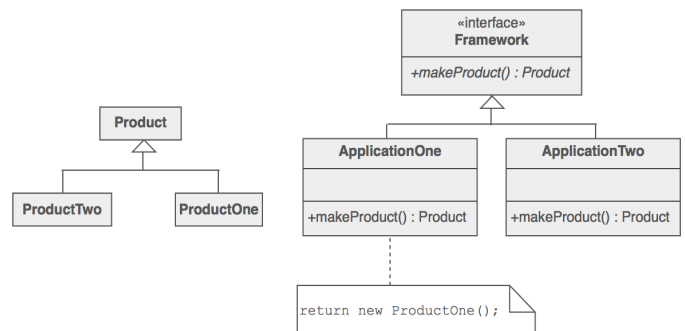 «interface»
Framework
+makeProduct() : Product
Product
ProductTwo
ProductOne
ApplicationOne
+makeProduct() : Product
ApplicationTwo
+makeProduct() : Product
return new ProductOne();